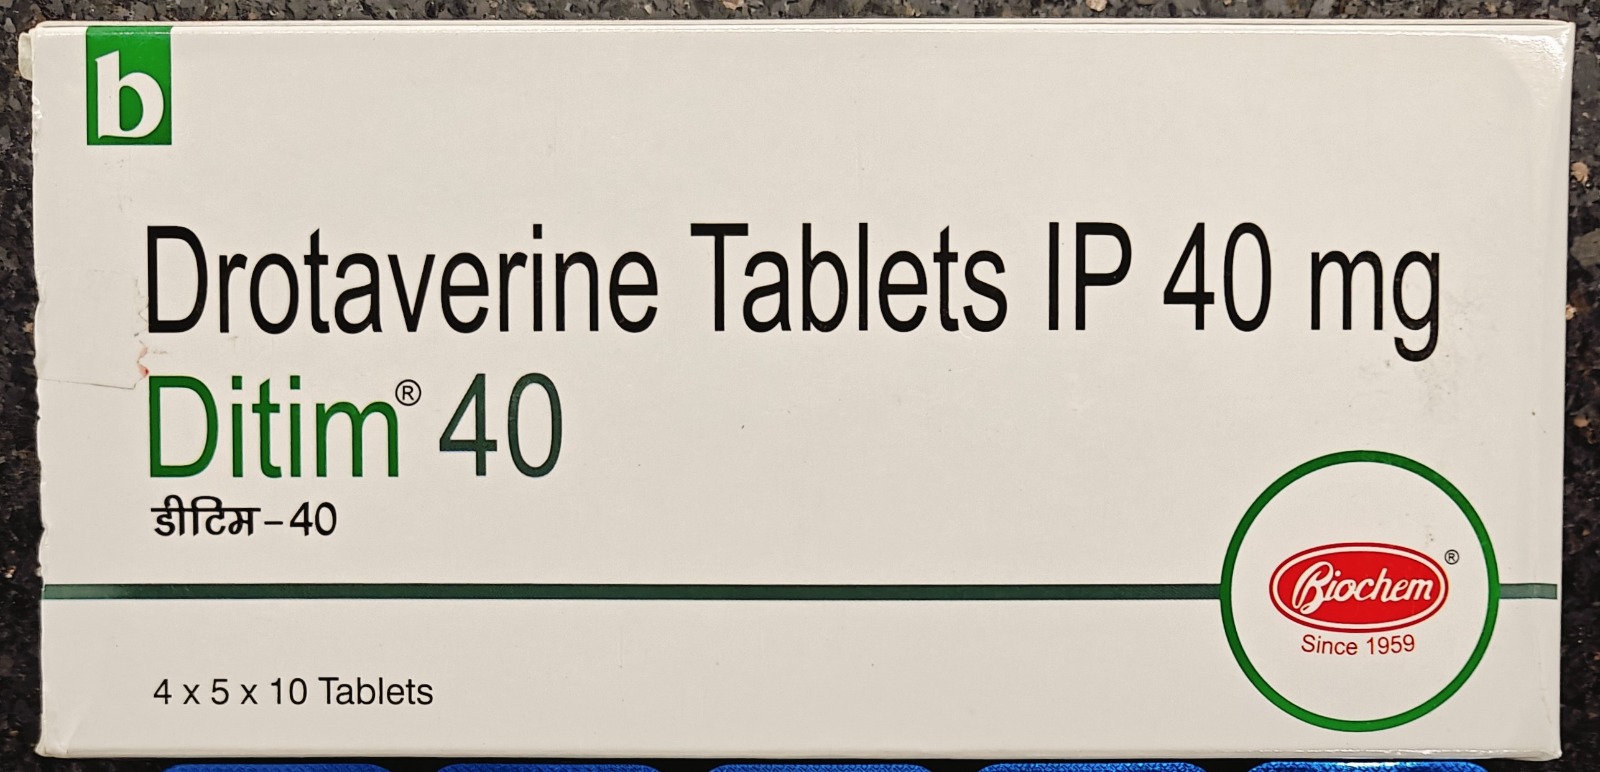 b
Drotaverine Tablets IP 40 mg
Ditim® 40
डीटिम-40
Biochem®
Since 1959
4 x 5 x 10 Tablets